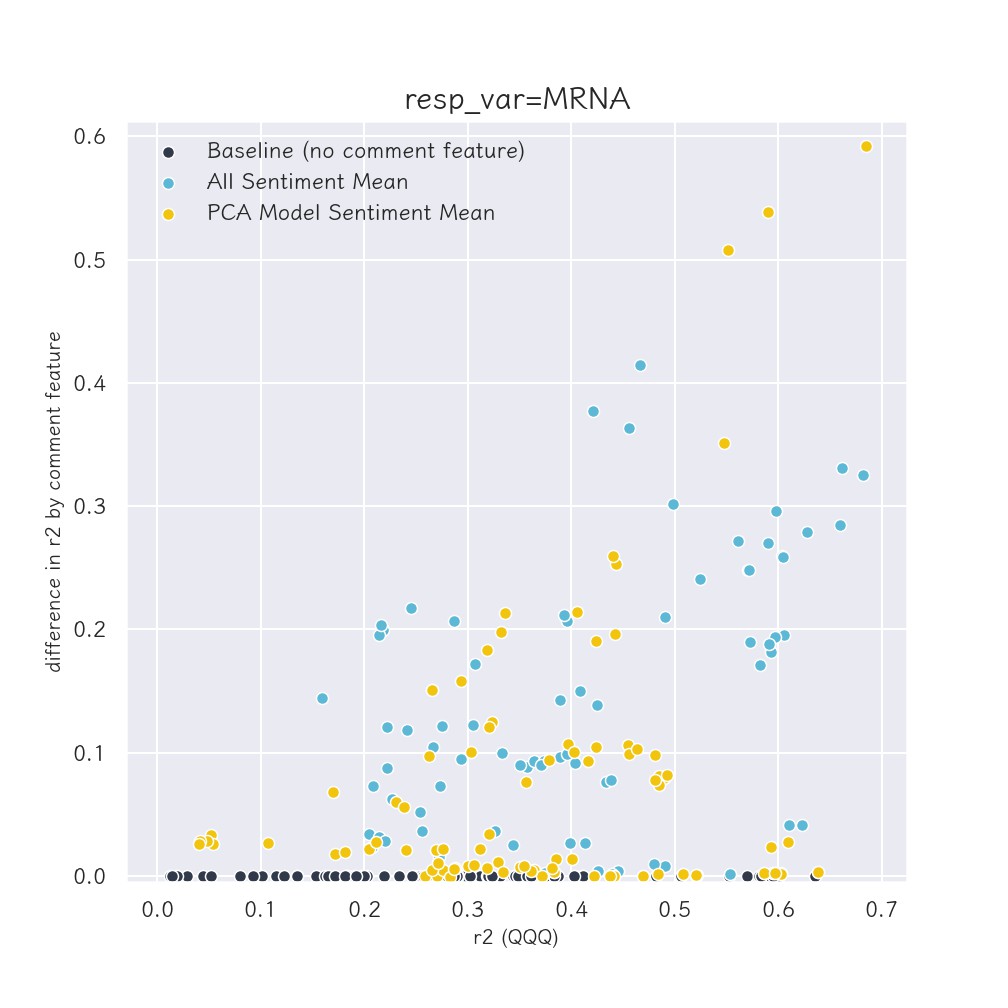 resp_var=MRNA
Baseline (no comment feature)
All Sentiment Mean
PCA Model Sentiment Mean
difference in r2 by comment feature
0.6
0.5
0.4
0.3
0.2
0.1
0.0
0.0 0.1 0.2 0.3 0.4 0.5 0.6 0.7
r2 (QQQ)